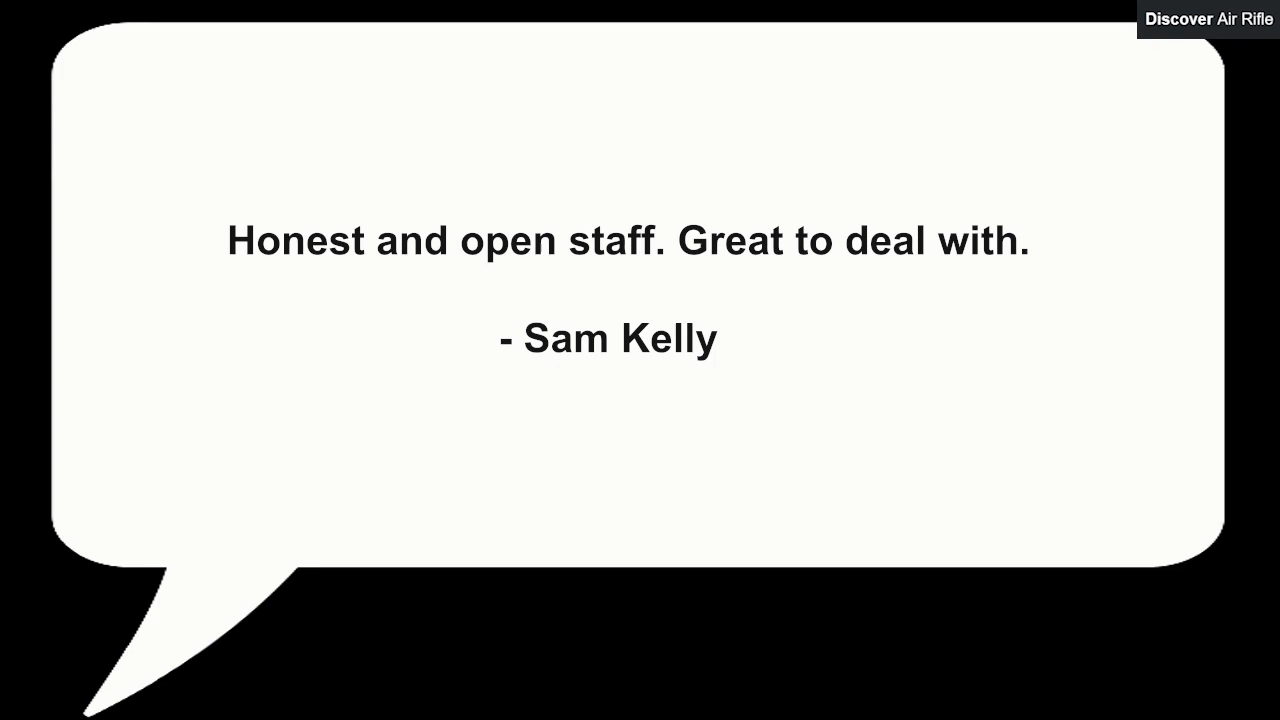 Discover Air Rifle
Honest and open staff. Great to deal with.
- Sam Kelly